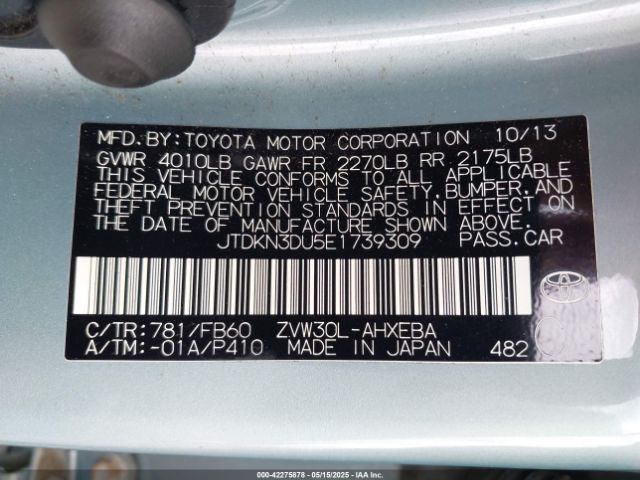 MFD.BY:TOYOTA MOTOR CORPORATION 10/13
GVWR 4010LB GAWR FR 2270LB RR 2175LB
THIS VEHICLE CONFORMS TO ALL APPLICABLE
FEDERAL MOTOR VEHICLE SAFETY,BUMPER,AND
THEFT PREVENTION STANDARDS IN EFFECT ON
THE DATE OF MANUFACTURE SHOWN ABOVE.
JTDKN3DU5E1739309 PASS.CAR
C/TR:781/FB60 ZVW30L-AHXEBA
A/TM:-01A/P410 MADE IN JAPAN 482
000-42275878 - 05/15/2025 - IAAI.COM